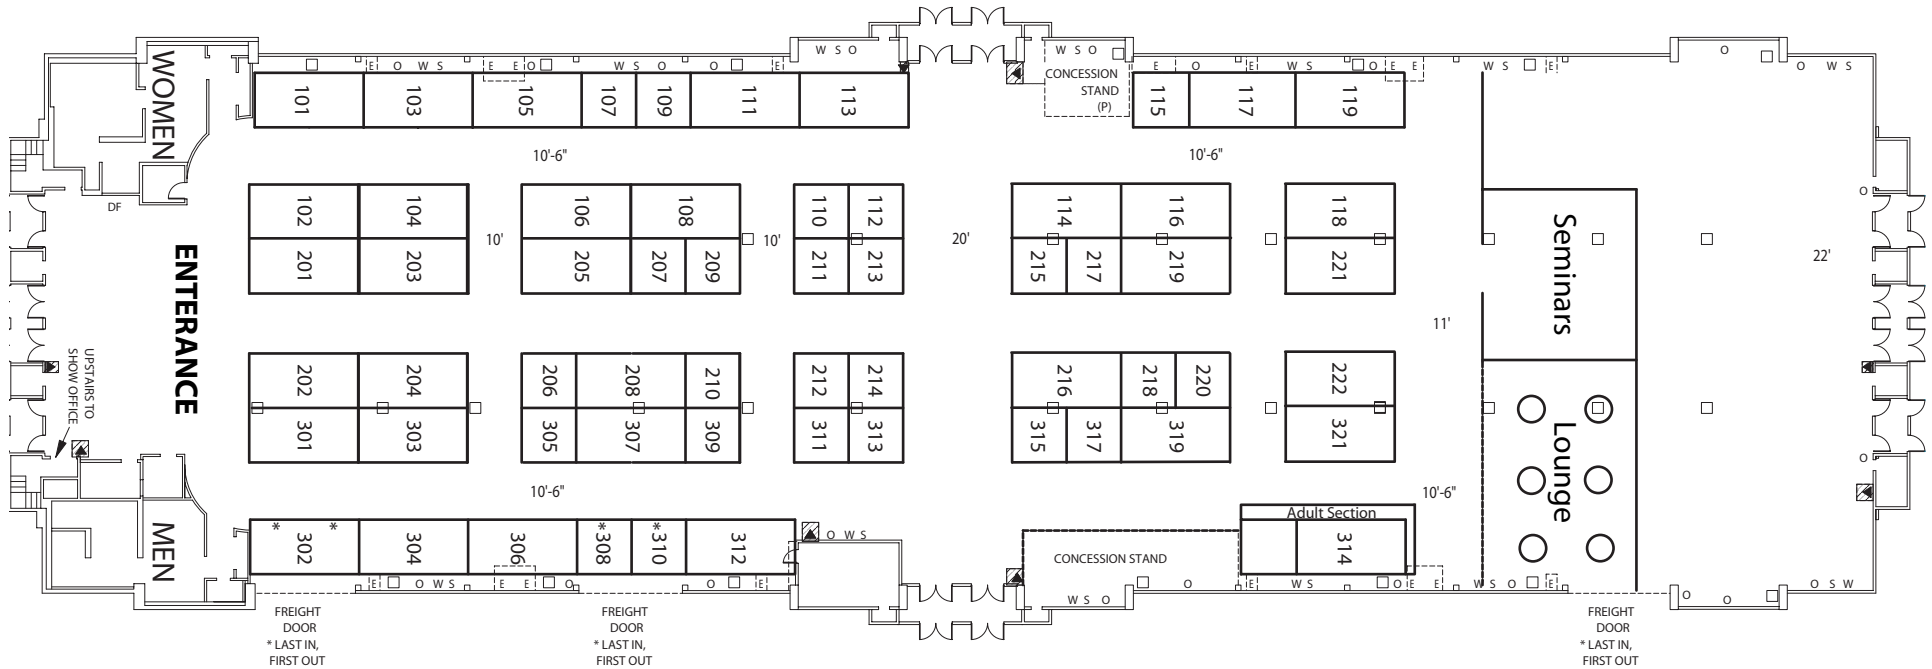 W S O
W S O
O
E O W S
E E O
W S O
O
E
E O
E
W S
O E E
W S
E
O W S
WOMEN
101
103
105
107
109
111
113
CONCESSION
STAND
(P)
115
117
119
10'-6"
10'-6"
DF
102
104
106
108
110
112
114
116
118
O
10'
10'
20'
22'
201
203
205
207
209
211
213
215
217
219
221
ENTERANCE
Seminars
11'
UPSTAIRS TO
SHOW OFFICE
202
204
206
208
210
212
214
216
218
220
222
301
303
305
307
309
311
313
315
317
319
321
Lounge
O
10'-6"
10'-6"
MEN
* *
302
304
306
*
308
*
310
312
O W S
Adult Section
314
CONCESSION STAND
E
O W S
E E
O
O
E
O
E
W S
O E E
W S O
E
O S W
W S O
O
O
FREIGHT
DOOR
* LAST IN,
FIRST OUT
FREIGHT
DOOR
* LAST IN,
FIRST OUT
FREIGHT
DOOR
* LAST IN,
FIRST OUT